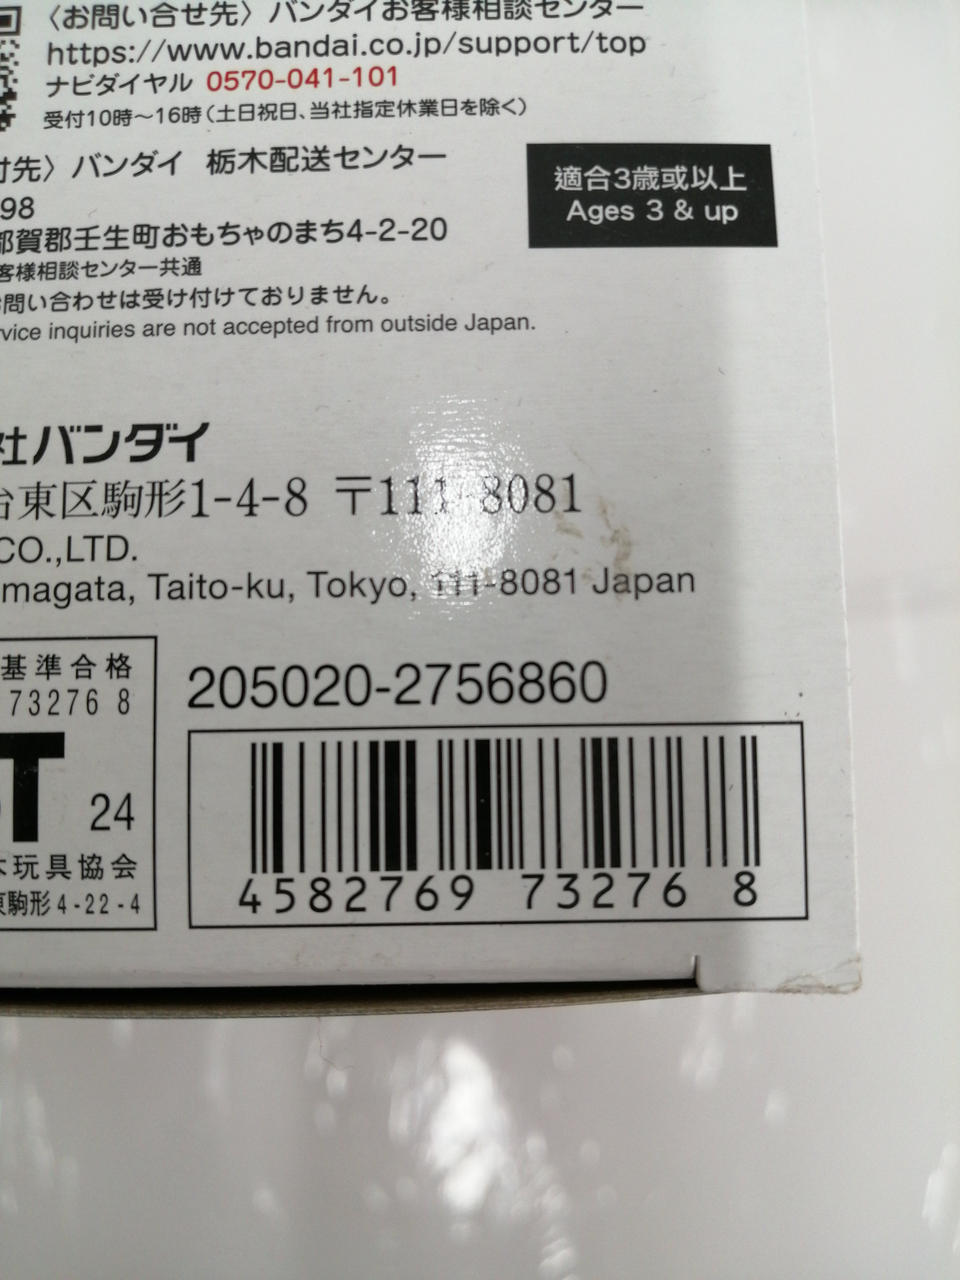 〈お問い合せ先〉バンダイお客様相談センター
https://www.bandai.co.jp/support/top
ナビダイヤル 0570-041-101
受付10時～16時(土日祝日、当社指定休業日を除く)
付先〉バンダイ 栃木配送センター
98
都賀郡壬生町おもちゃのまち4-2-20
客様相談センター共通
お問い合わせは受け付けておりません。
rvice inquiries are not accepted from outside Japan.
適合3歳或以上
Ages 3 & up
社バンダイ
台東区駒形1-4-8 〒111-8081
CO.,LTD.
magata, Taito-ku, Tokyo, 111-8081 Japan
基準合格
73276 8
T 24
本玩具協会
東駒形4-22-4
205020-2756860
4582769 73276 8